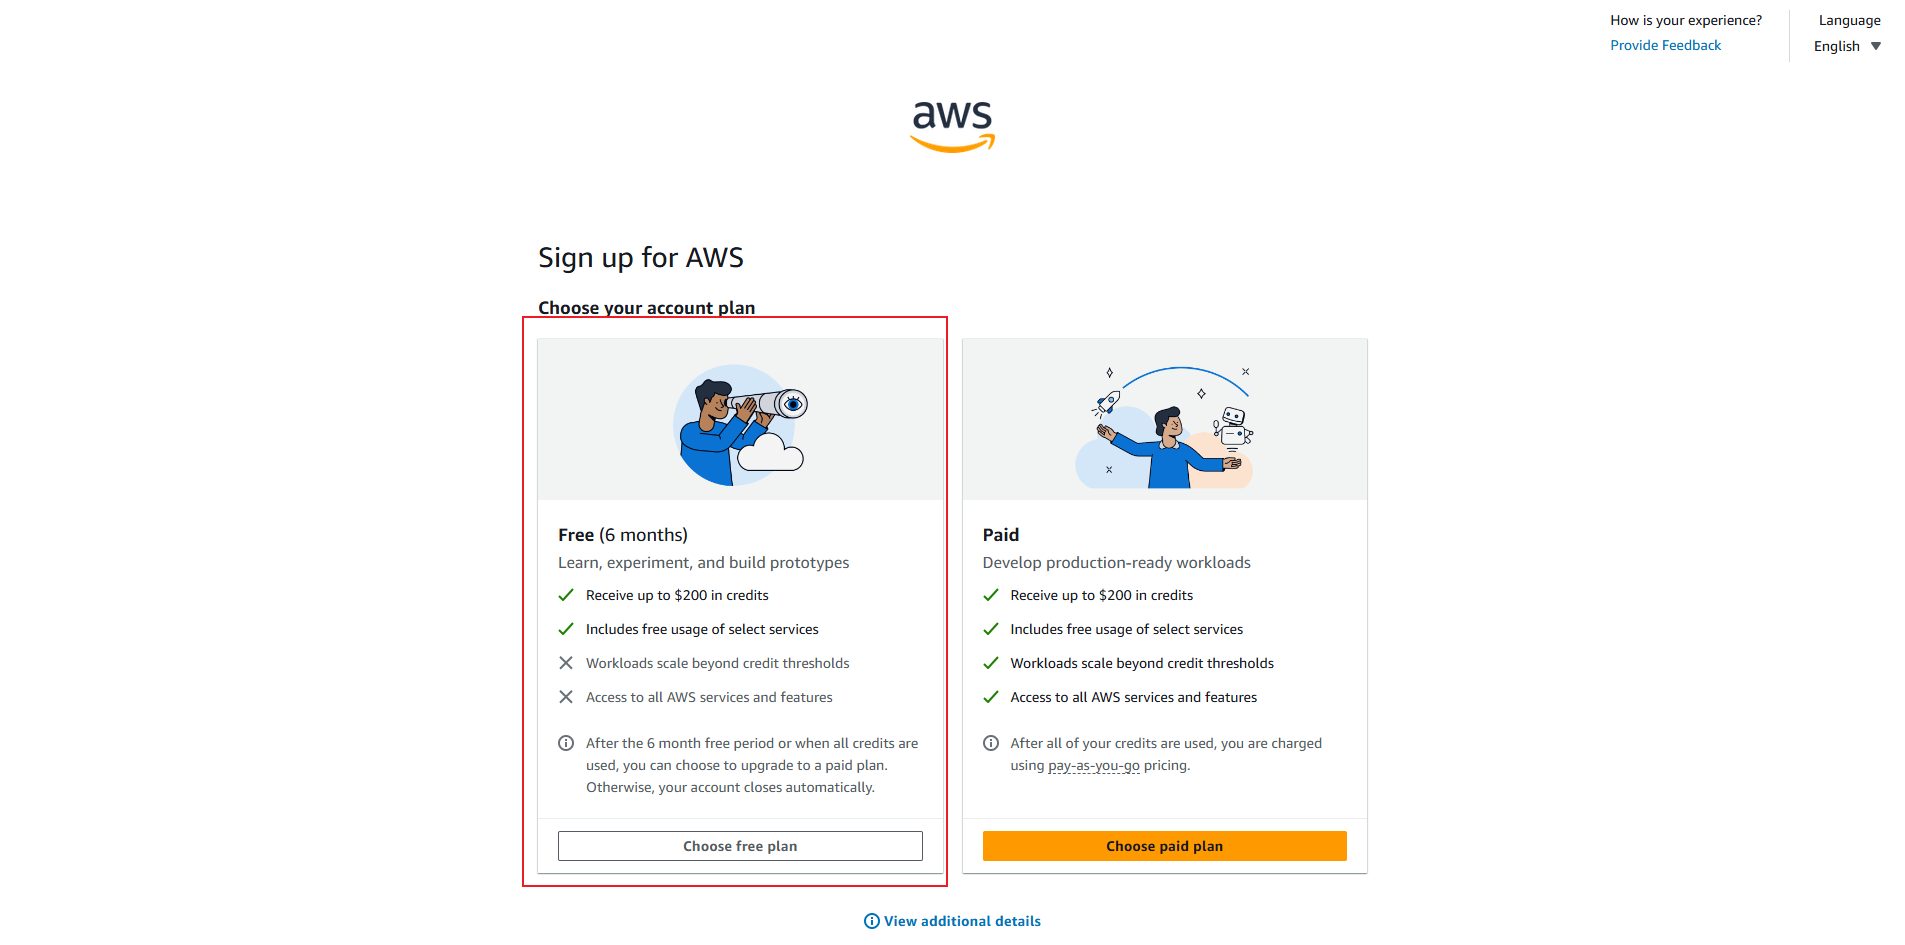 How is your experience?
Provide Feedback
Language
English
aws
Sign up for AWS
Choose your account plan
Free (6 months)
Learn, experiment, and build prototypes
Receive up to $200 in credits
Includes free usage of select services
Workloads scale beyond credit thresholds
Access to all AWS services and features
After the 6 month free period or when all credits are
used, you can choose to upgrade to a paid plan.
Otherwise, your account closes automatically.
Choose free plan
Paid
Develop production-ready workloads
Receive up to $200 in credits
Includes free usage of select services
Workloads scale beyond credit thresholds
Access to all AWS services and features
After all of your credits are used, you are charged
using pay-as-you-go pricing.
Choose paid plan
View additional details